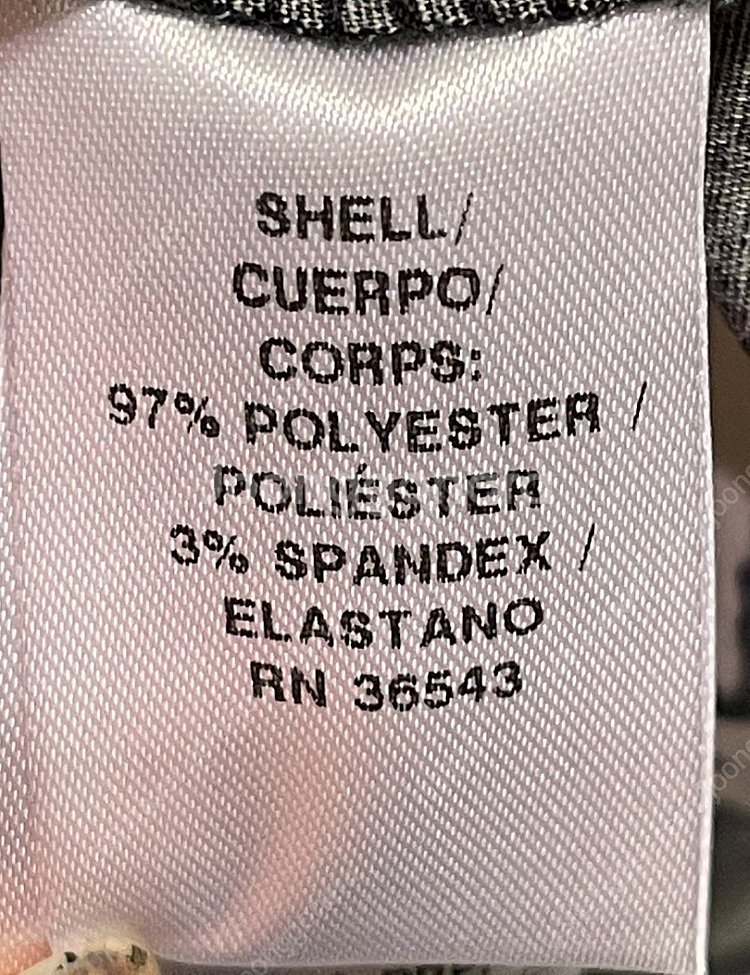 SHELL/
CUERPO/
CORPS:
97% POLYESTER /
POLIÉSTER
3% SPANDEX /
ELASTANO
RN 36543